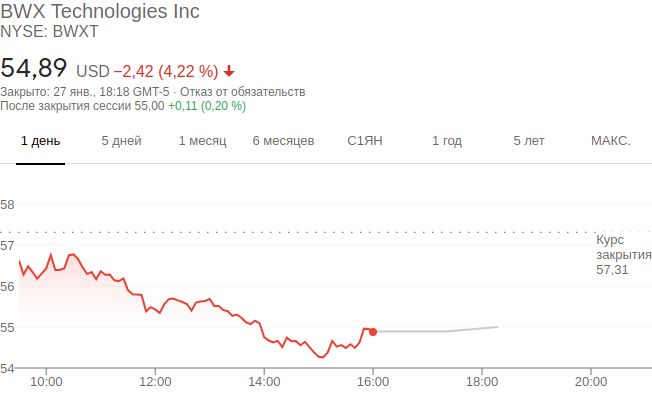 BWX Technologies Inc
NYSE: BWXT
54,89 USD −2,42 (4,22 %)
Закрыто: 27 янв., 18:18 GMT-5 · Отказ от обязательств
После закрытия сессии 55,00 +0,11 (0,20 %)
1 день 5 дней 1 месяц 6 месяцев С1ЯН 1 год 5 лет МАКС.
58
57
56
55
54
Курс
закрытия
57,31
10:00 12:00 14:00 16:00 18:00 20:00